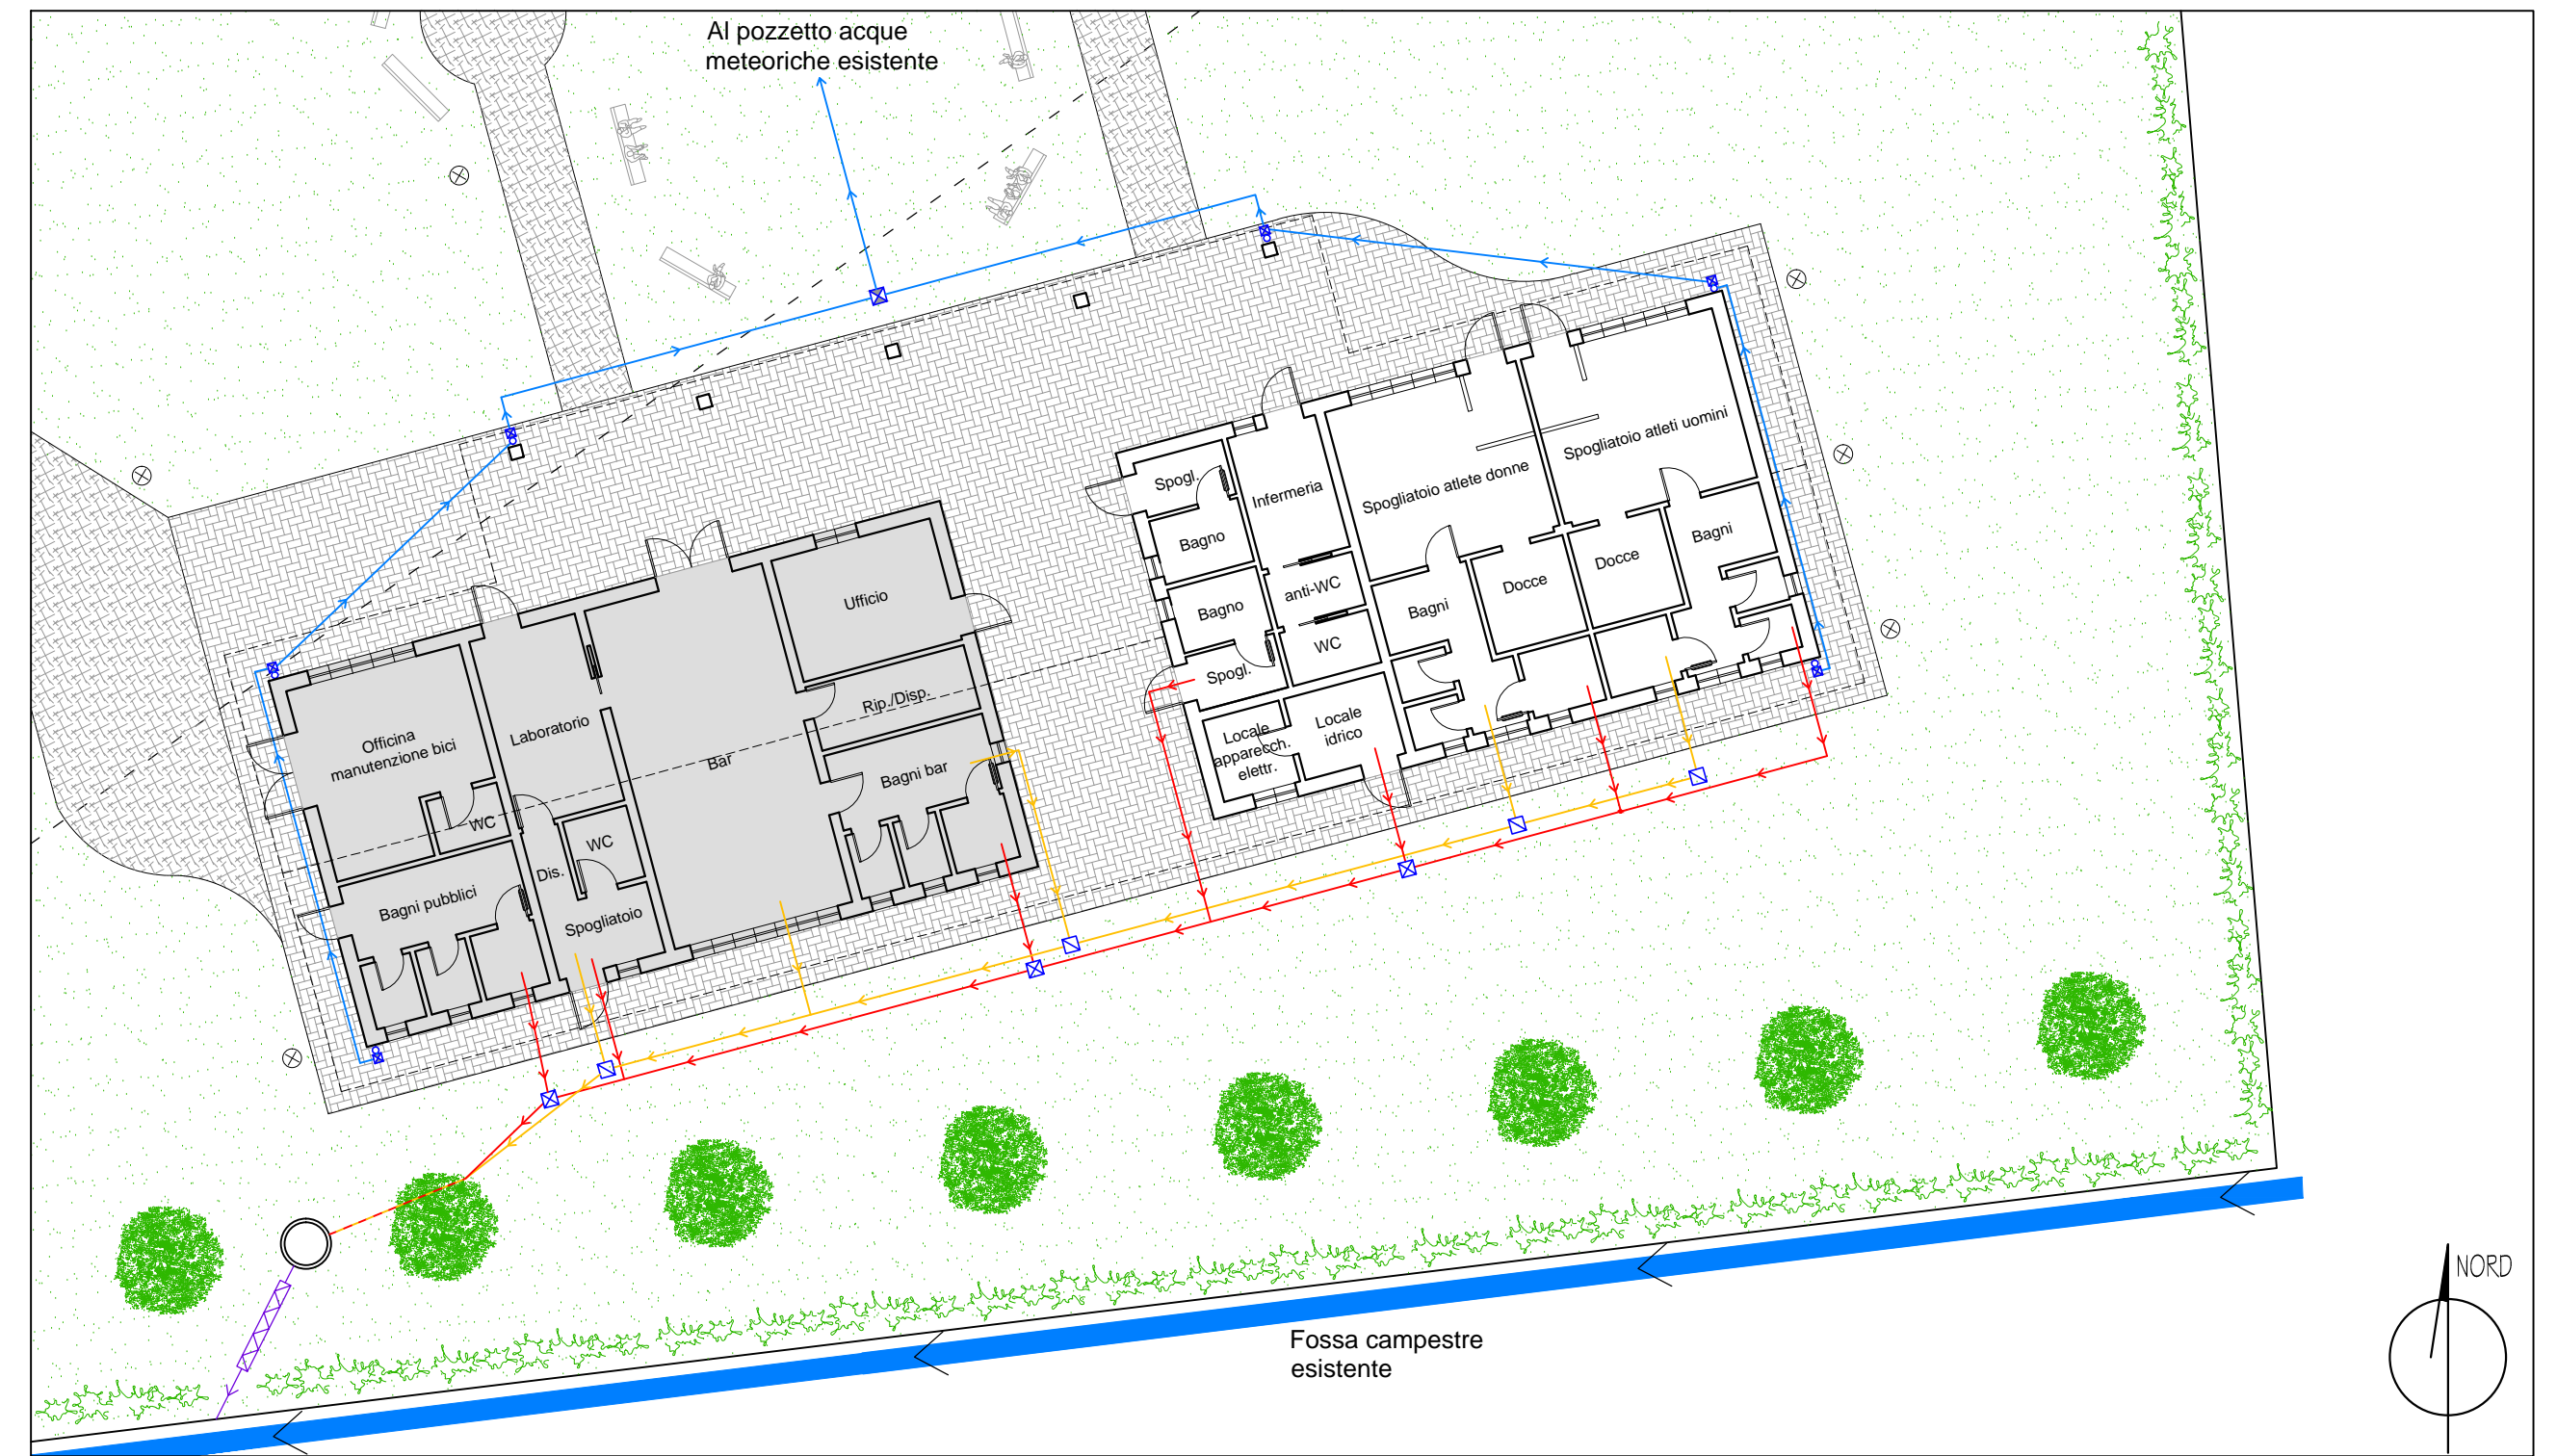 Al pozzetto acque
meteoriche esistente
Spogliatoio atleti uomini
Spogliatoio atlete donne
Spogl.
Infermeria
Bagno
Bagni
Docce
Docce
anti-WC
Bagno
Bagni
WC
Spogl.
Ufficio
Rip./Disp.
Locale
apparecch.
elettr.
Locale
idrico
Laboratorio
Officina
manutenzione bici
Bar
Bagni bar
WC
WC
Dis.
Bagni pubblici
Spogliatoio
NORD
Fossa campestre
esistente